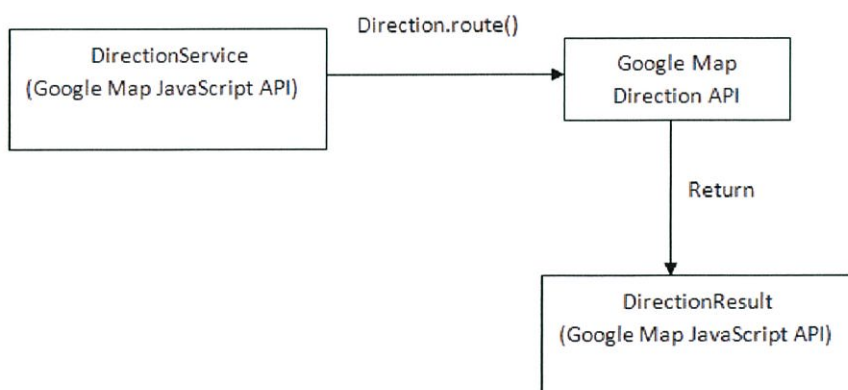 Direction.route()
DirectionService
(Google Map JavaScript API)
Google Map
Direction API
Return
DirectionResult
(Google Map JavaScript API)